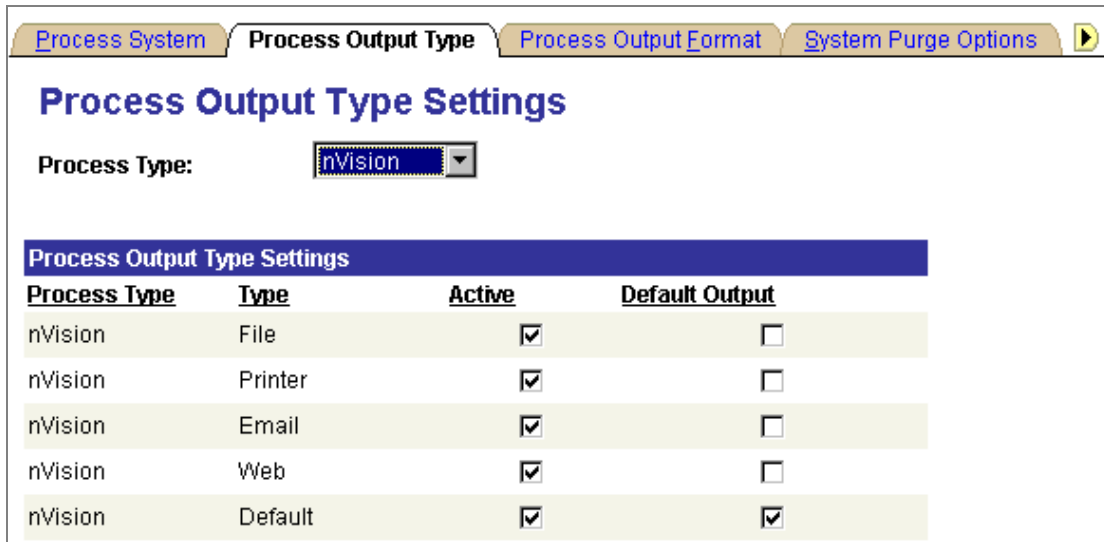 Process System Process Output Type Process Output Format System Purge Options
Process Output Type Settings
Process Type: nVision
Process Output Type Settings
Process Type Type Active Default Output
nVision File
nVision Printer
nVision Email
nVision Web
nVision Default